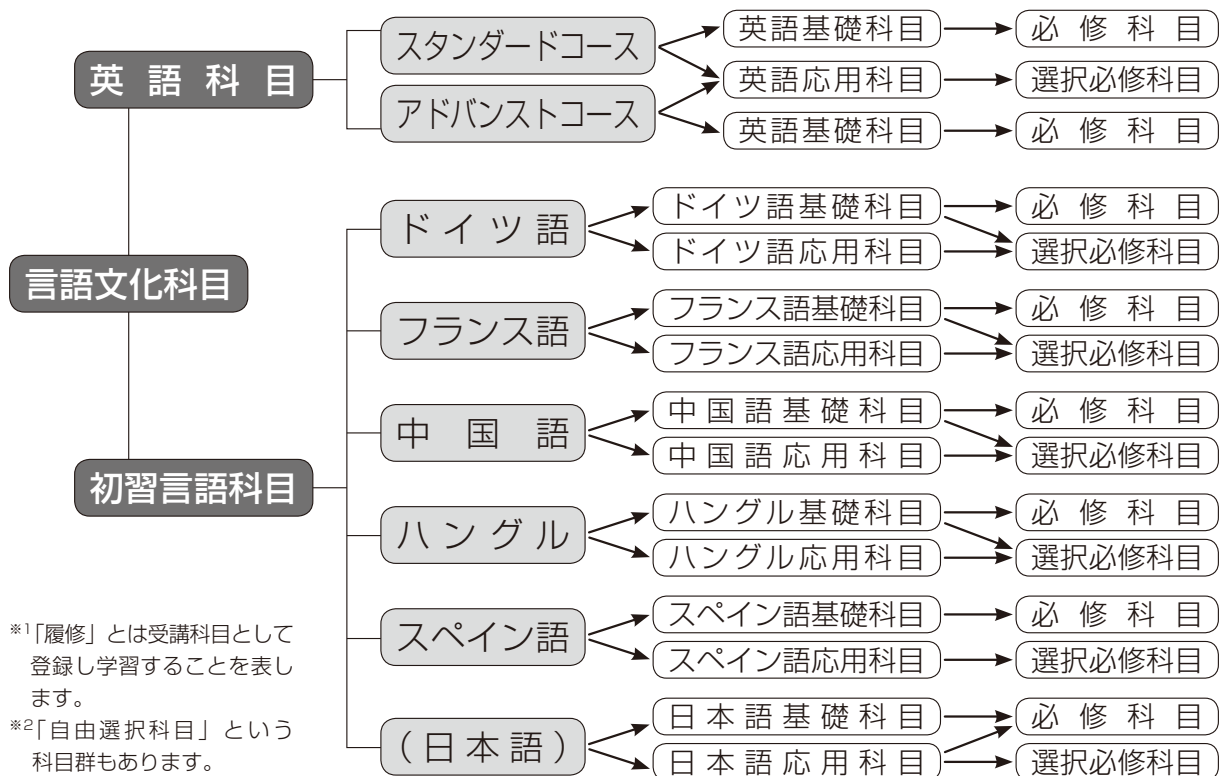 英語科目
スタンダードコース
英語基礎科目
必修科目
英語応用科目
選択必修科目
アドバンストコース
英語基礎科目
必修科目
言語文化科目
初習言語科目
ドイツ語
ドイツ語基礎科目
必修科目
ドイツ語応用科目
選択必修科目
フランス語
フランス語基礎科目
必修科目
フランス語応用科目
選択必修科目
中国語
中国語基礎科目
必修科目
中国語応用科目
選択必修科目
ハングル
ハングル基礎科目
必修科目
ハングル応用科目
選択必修科目
スペイン語
スペイン語基礎科目
必修科目
スペイン語応用科目
選択必修科目
(日本語)
日本語基礎科目
必修科目
日本語応用科目
選択必修科目
※1「履修」とは受講科目として
登録し学習することを表し
ます。
※2「自由選択科目」という
科目群もあります。